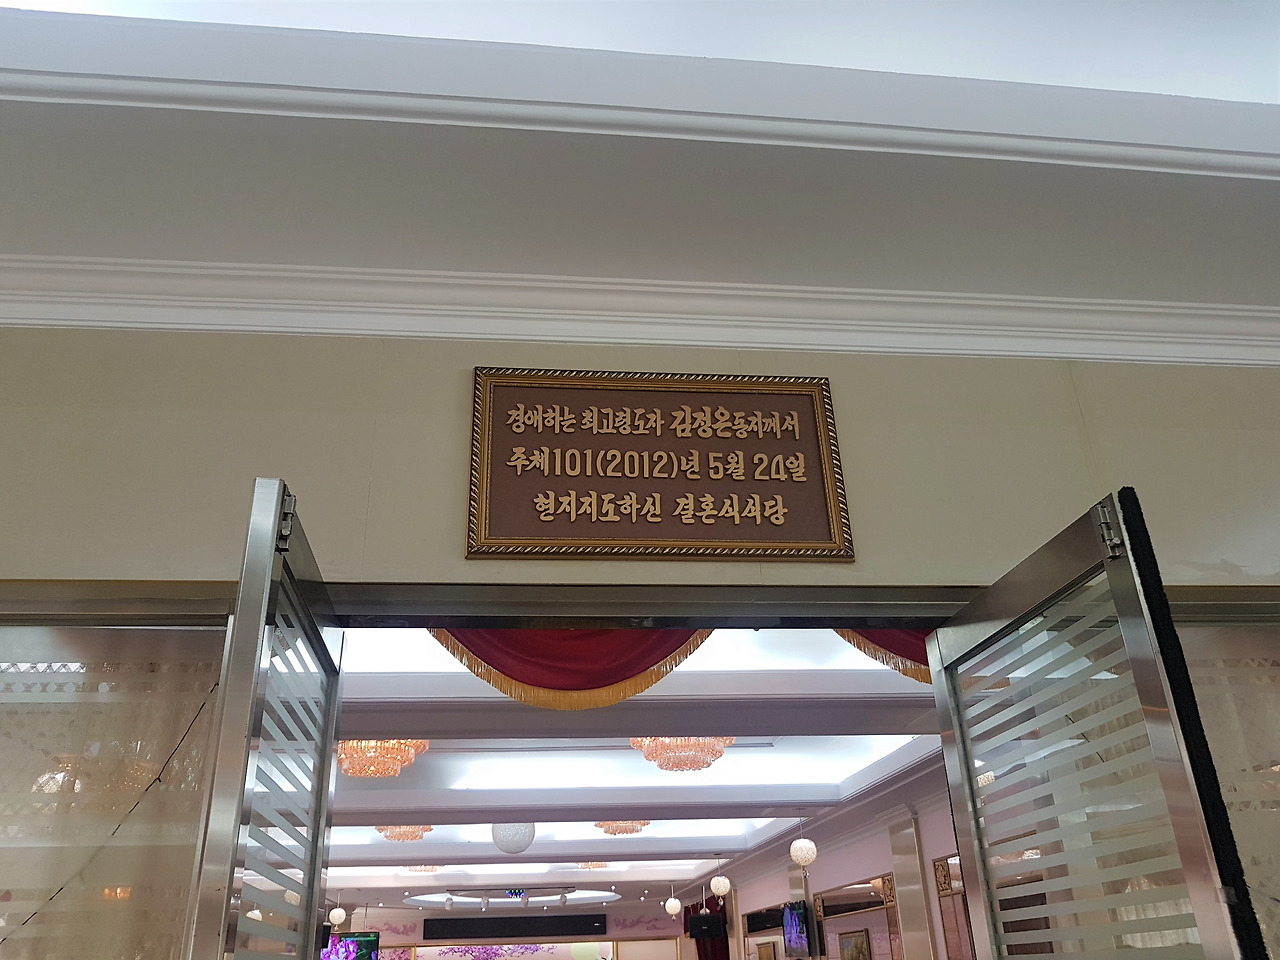 경애하는 최고령도자 김정은동지께서
주체101(2012)년 5월 24일
현지지도하신 결혼식식당